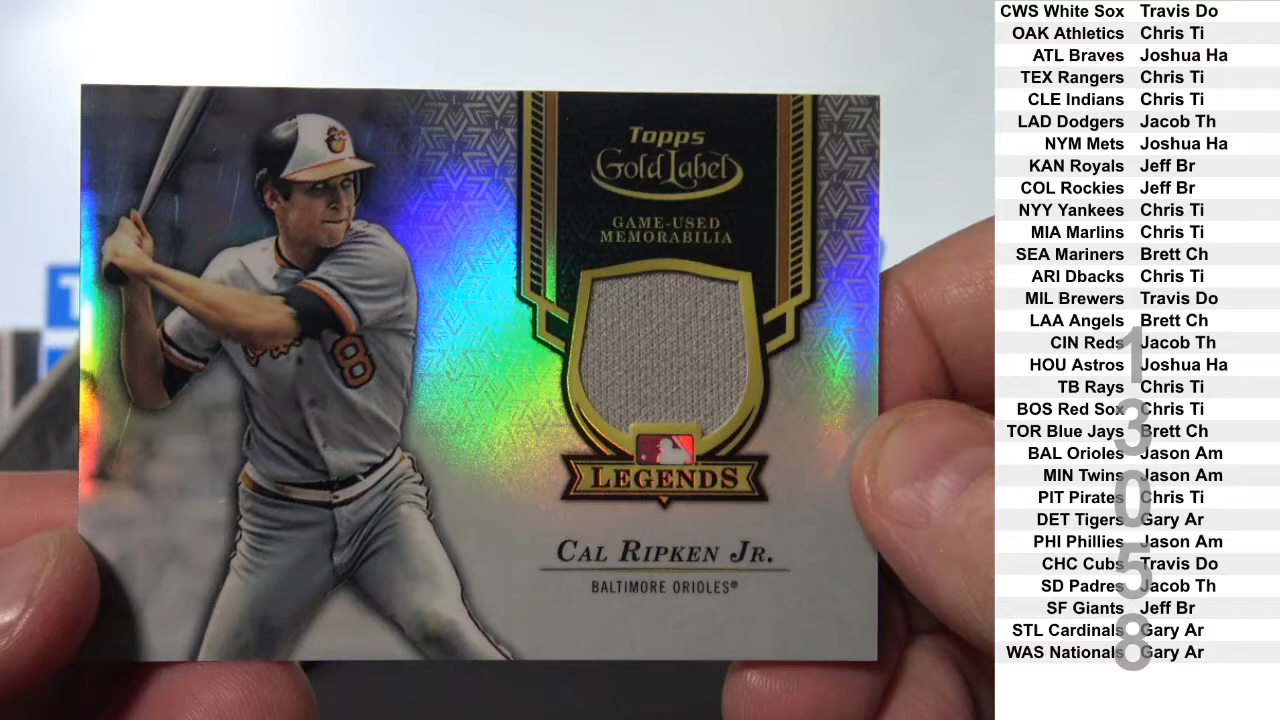 Topps
Gold Label
GAME-USED
MEMORABILIA
8
LEGENDS
CAL RIPKEN JR.
BALTIMORE ORIOLES®
CWS White Sox Travis Do
OAK Athletics Chris Ti
ATL Braves Joshua Ha
TEX Rangers Chris Ti
CLE Indians Chris Ti
LAD Dodgers Jacob Th
NYM Mets Joshua Ha
KAN Royals Jeff Br
COL Rockies Jeff Br
NYY Yankees Chris Ti
MIA Marlins Chris Ti
SEA Mariners Brett Ch
ARI Dbacks Chris Ti
MIL Brewers Travis Do
LAA Angels Brett Ch
CIN Reds Jacob Th
HOU Astros Joshua Ha
TB Rays Chris Ti
BOS Red Sox Chris Ti
TOR Blue Jays Brett Ch
BAL Orioles Jason Am
MIN Twins Jason Am
PIT Pirates Chris Ti
DET Tigers Gary Ar
PHI Phillies Jason Am
CHC Cubs Travis Do
SD Padres Jacob Th
SF Giants Jeff Br
STL Cardinals Gary Ar
WAS Nationals Gary Ar
13058